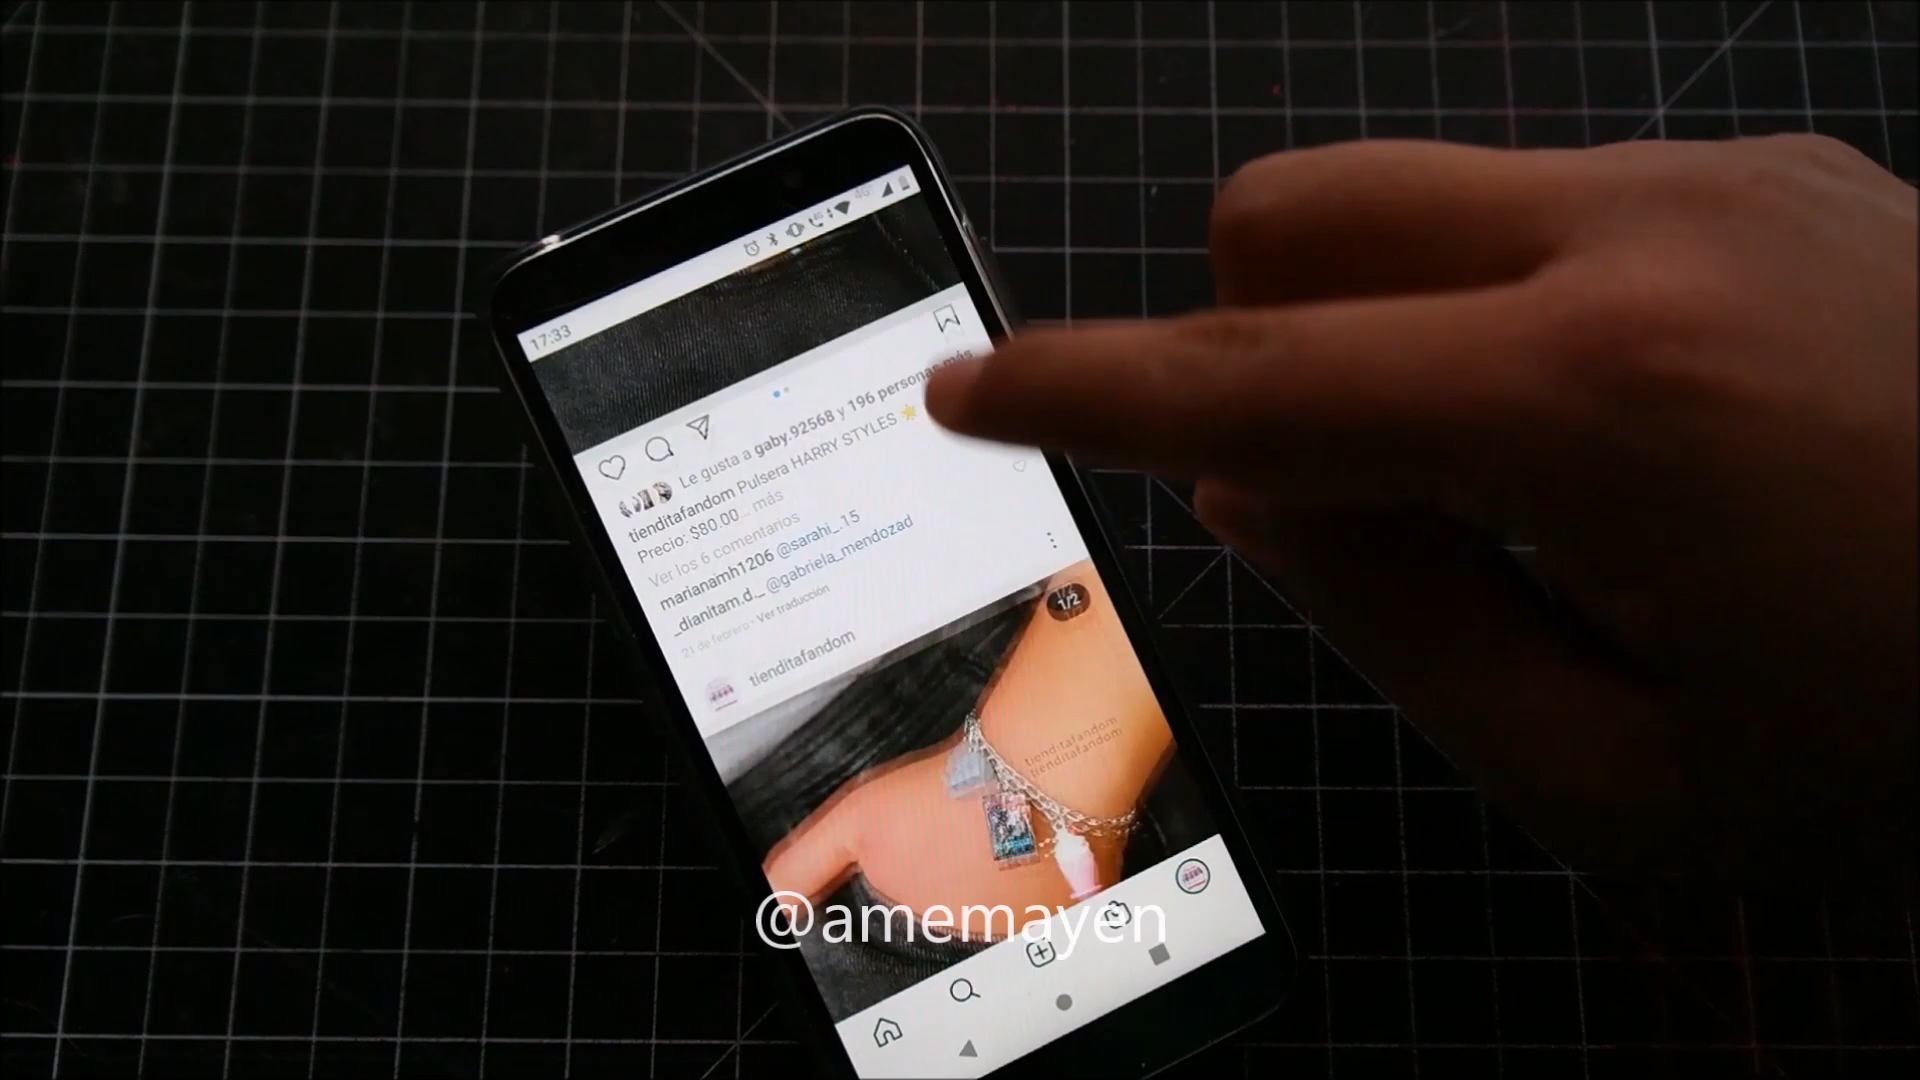 17:33
4G
Le gusta a gaby.92568 y 196 personas más
tienditafandom Pulsera HARRY STYLES
Precio: $80.00... más
Ver los 6 comentarios
marianamh1206 @sarahi_.15
_dianitam.d._ @gabriela_mendozad
21 de febrero · Ver traducción
tienditafandom
1/2
tienditafandom
tienditafandom
@amemayen